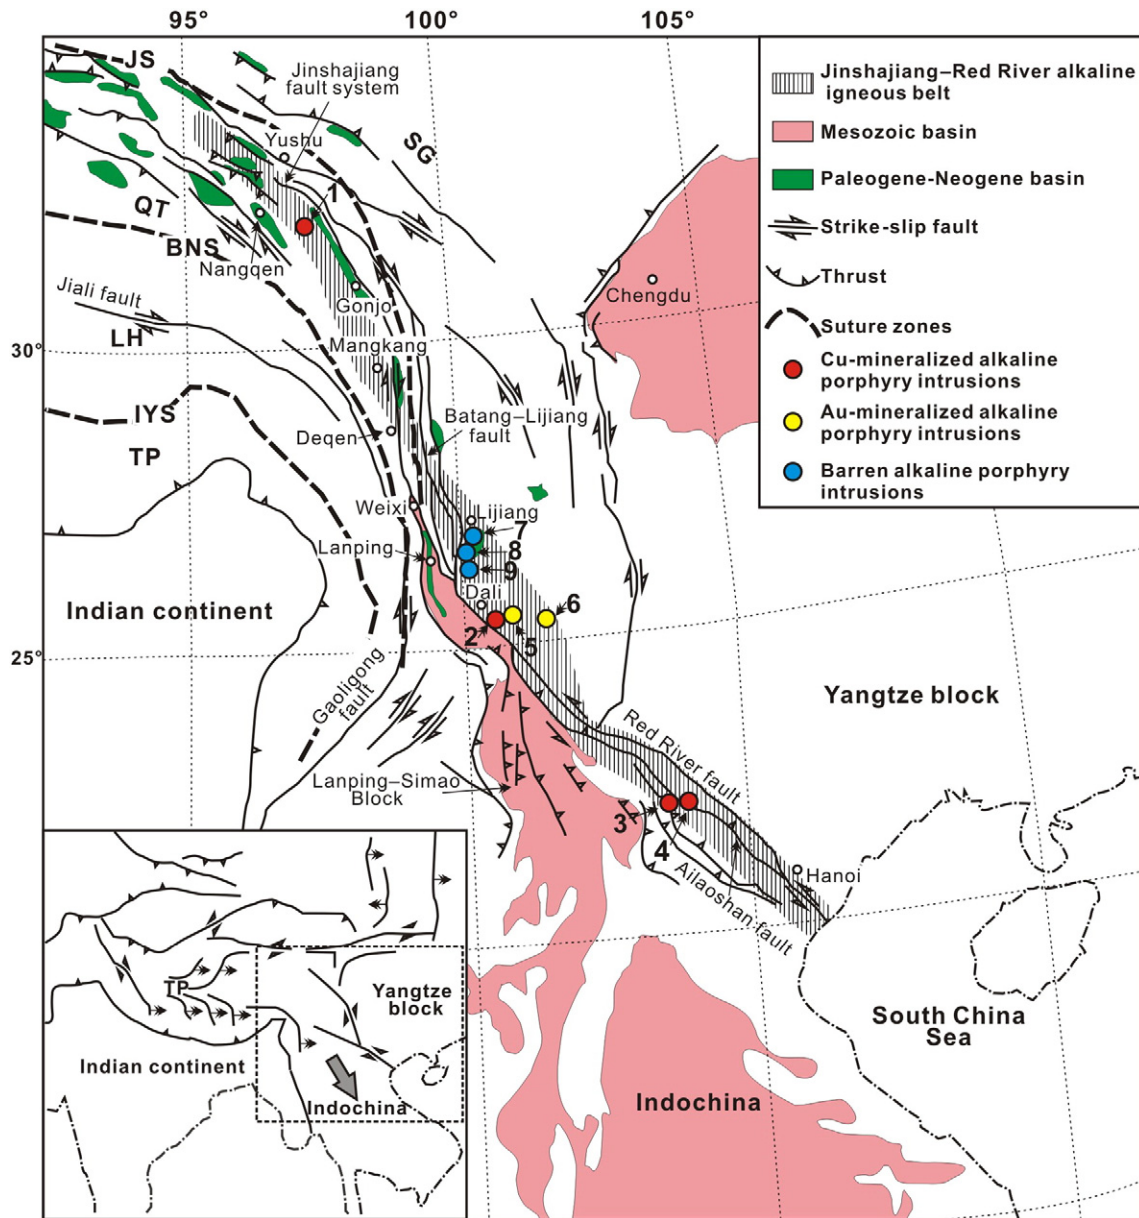 95°
100°
105°
JS
Jinshajiang
fault system
SG
Yushu
1
QT
BNS
Nangqen
Jiali fault
LH
Gonjo
Chengdu
30°
Mangkang
IYS
Batang–Lijiang
fault
Deqen
TP
Weixi
Lijiang
7
Lanping
8
9
Dali
6
Indian continent
2
5
25°
Gaoligong
fault
Yangtze block
Red River fault
Lanping–Simao
Block
3
4
Ailaoshan fault
Hanoi
South China
Sea
Indochina
Jinshajiang–Red River alkaline
igneous belt
Mesozoic basin
Paleogene-Neogene basin
Strike-slip fault
Thrust
Suture zones
Cu-mineralized alkaline
porphyry intrusions
Au-mineralized alkaline
porphyry intrusions
Barren alkaline porphyry
intrusions
TP
Yangtze
block
Indian continent
Indochina